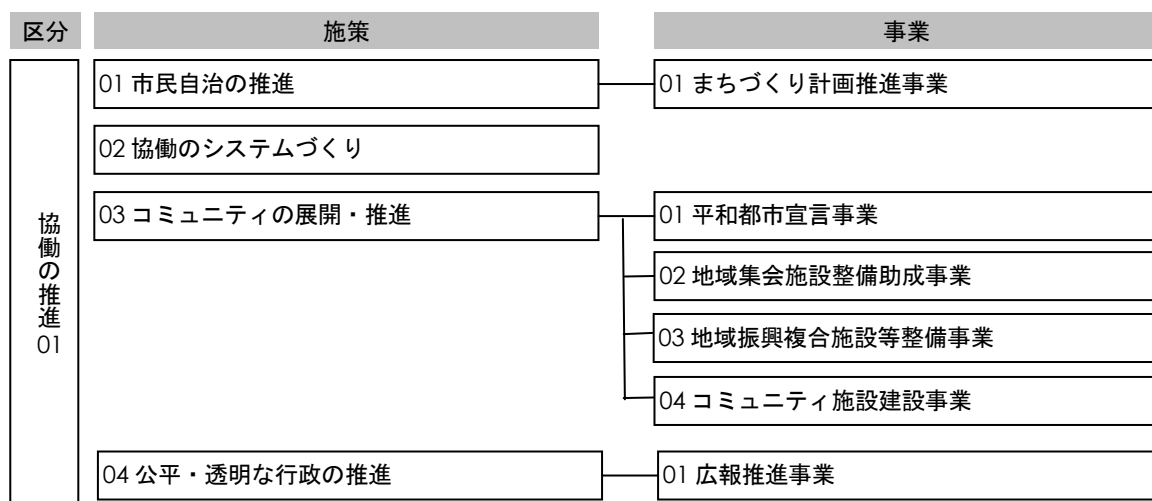 区分
施策
事業
協働の推進01
01 市民自治の推進
01 まちづくり計画推進事業
02 協働のシステムづくり
03 コミュニティの展開・推進
01 平和都市宣言事業
02 地域集会施設整備助成事業
03 地域振興複合施設等整備事業
04 コミュニティ施設建設事業
04 公平・透明な行政の推進
01 広報推進事業